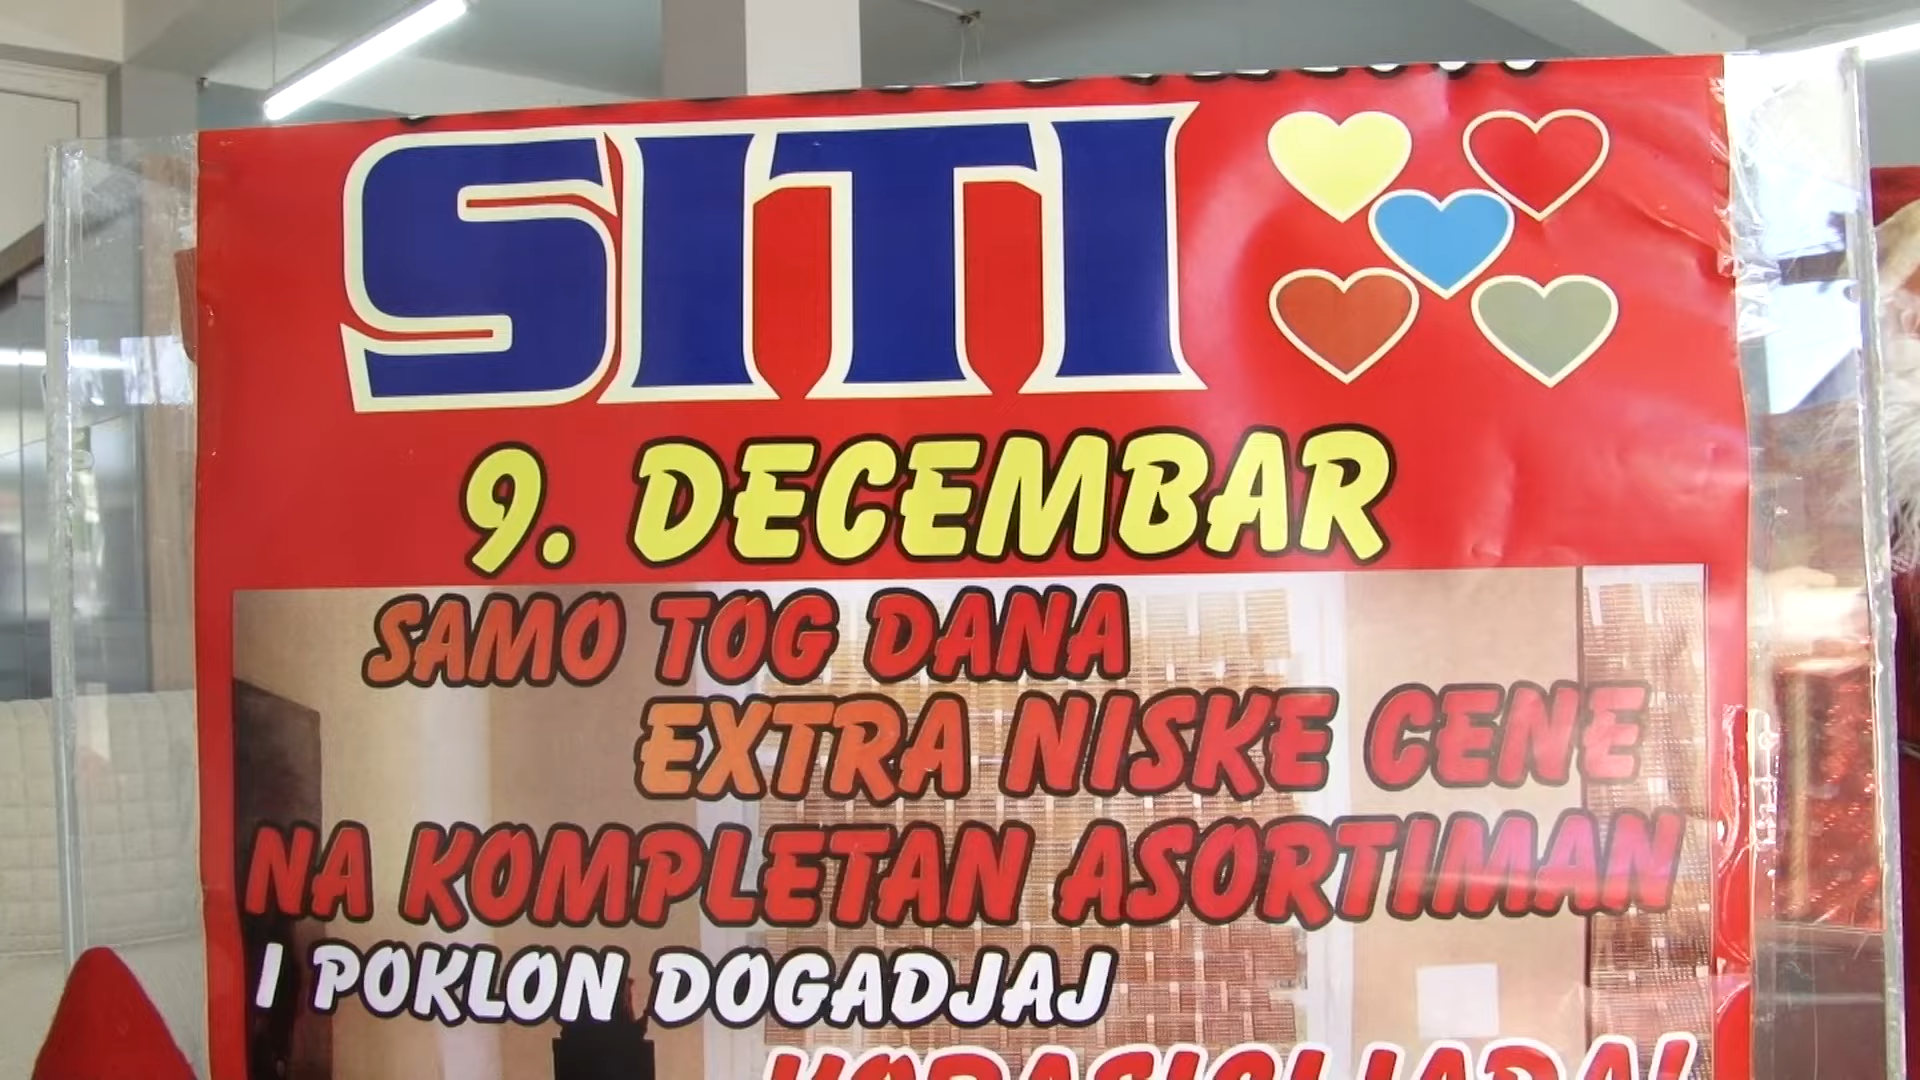 SITI
9. DECEMBAR
SAMO TOG DANA
EXTRA NISKE CENE
NA KOMPLETAN ASORTIMAN
I POKLON DOGADJAJ